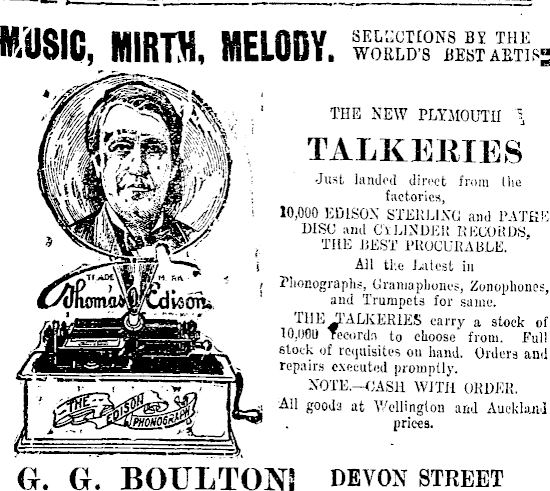 MUSIC, MIRTH, MELODY.
SELECTIONS BY THE
WORLD'S BEST ARTIS
TRADE MARK
Thomas A Edison
THE EDISON PHONOGRAPH
THE NEW PLYMOUTH
TALKERIES
Just landed direct from the
factories,
10,000 EDISON STERLING and PATHE
DISC and CYLINDER RECORDS,
THE BEST PROCURABLE.
All the Latest in
Phonographs, Gramaphones, Zonophones,
and Trumpets for same.
THE TALKERIES carry a stock of
10,000 records to choose from. Full
stock of requisites on hand. Orders and
repairs executed promptly.
NOTE.—CASH WITH ORDER.
All goods at Wellington and Auckland
prices.
G. G. BOULTON
DEVON STREET